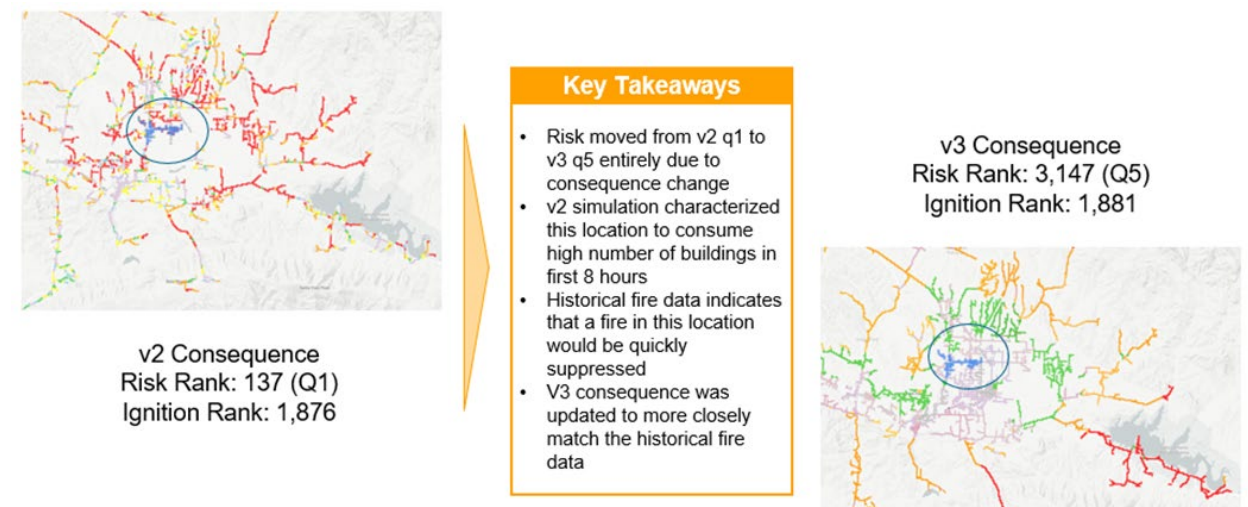 v2 Consequence
Risk Rank: 137 (Q1)
Ignition Rank: 1,876
Key Takeaways
• Risk moved from v2 q1 to
v3 q5 entirely due to
consequence change
• v2 simulation characterized
this location to consume
high number of buildings in
first 8 hours
• Historical fire data indicates
that a fire in this location
would be quickly
suppressed
• V3 consequence was
updated to more closely
match the historical fire
data
v3 Consequence
Risk Rank: 3,147 (Q5)
Ignition Rank: 1,881